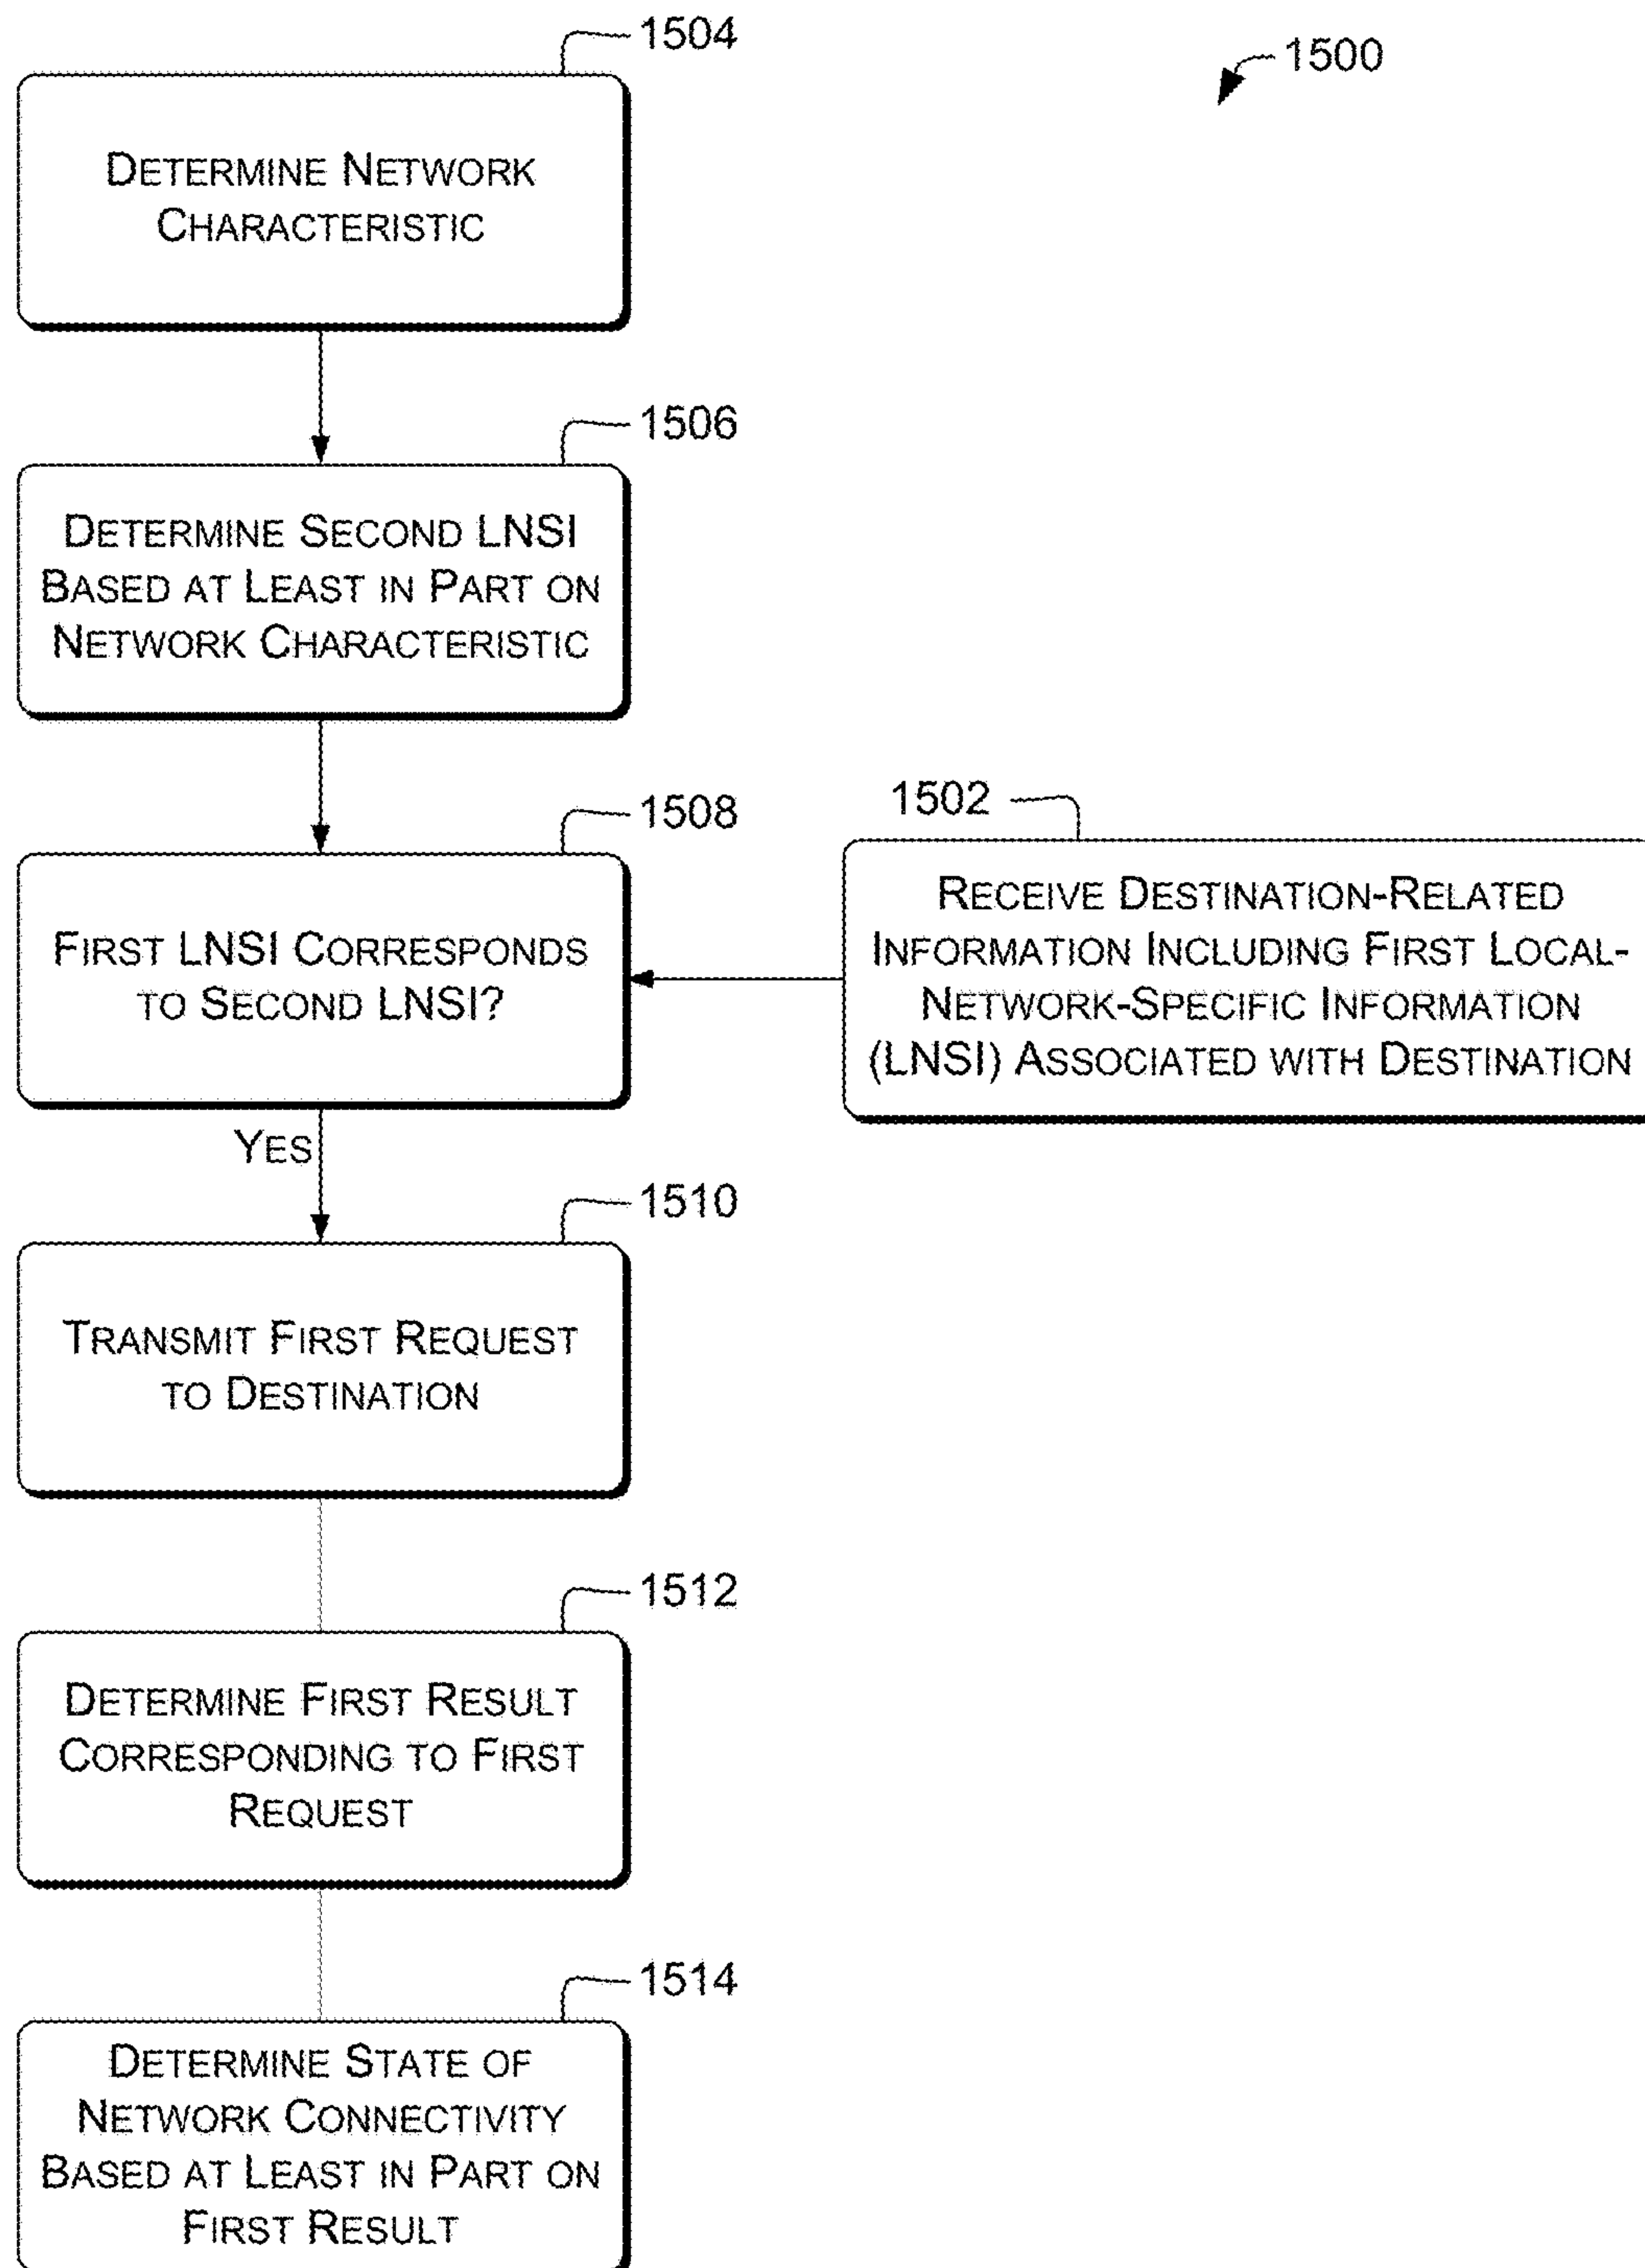 1504
1500
DETERMINE NETWORK
CHARACTERISTIC
1506
DETERMINE SECOND LNSI
BASED AT LEAST IN PART ON
NETWORK CHARACTERISTIC
1508
FIRST LNSI CORRESPONDS
TO SECOND LNSI?
1502
RECEIVE DESTINATION-RELATED
INFORMATION INCLUDING FIRST LOCAL-
NETWORK-SPECIFIC INFORMATION
(LNSI) ASSOCIATED WITH DESTINATION
YES
1510
TRANSMIT FIRST REQUEST
TO DESTINATION
1512
DETERMINE FIRST RESULT
CORRESPONDING TO FIRST
REQUEST
1514
DETERMINE STATE OF
NETWORK CONNECTIVITY
BASED AT LEAST IN PART ON
FIRST RESULT